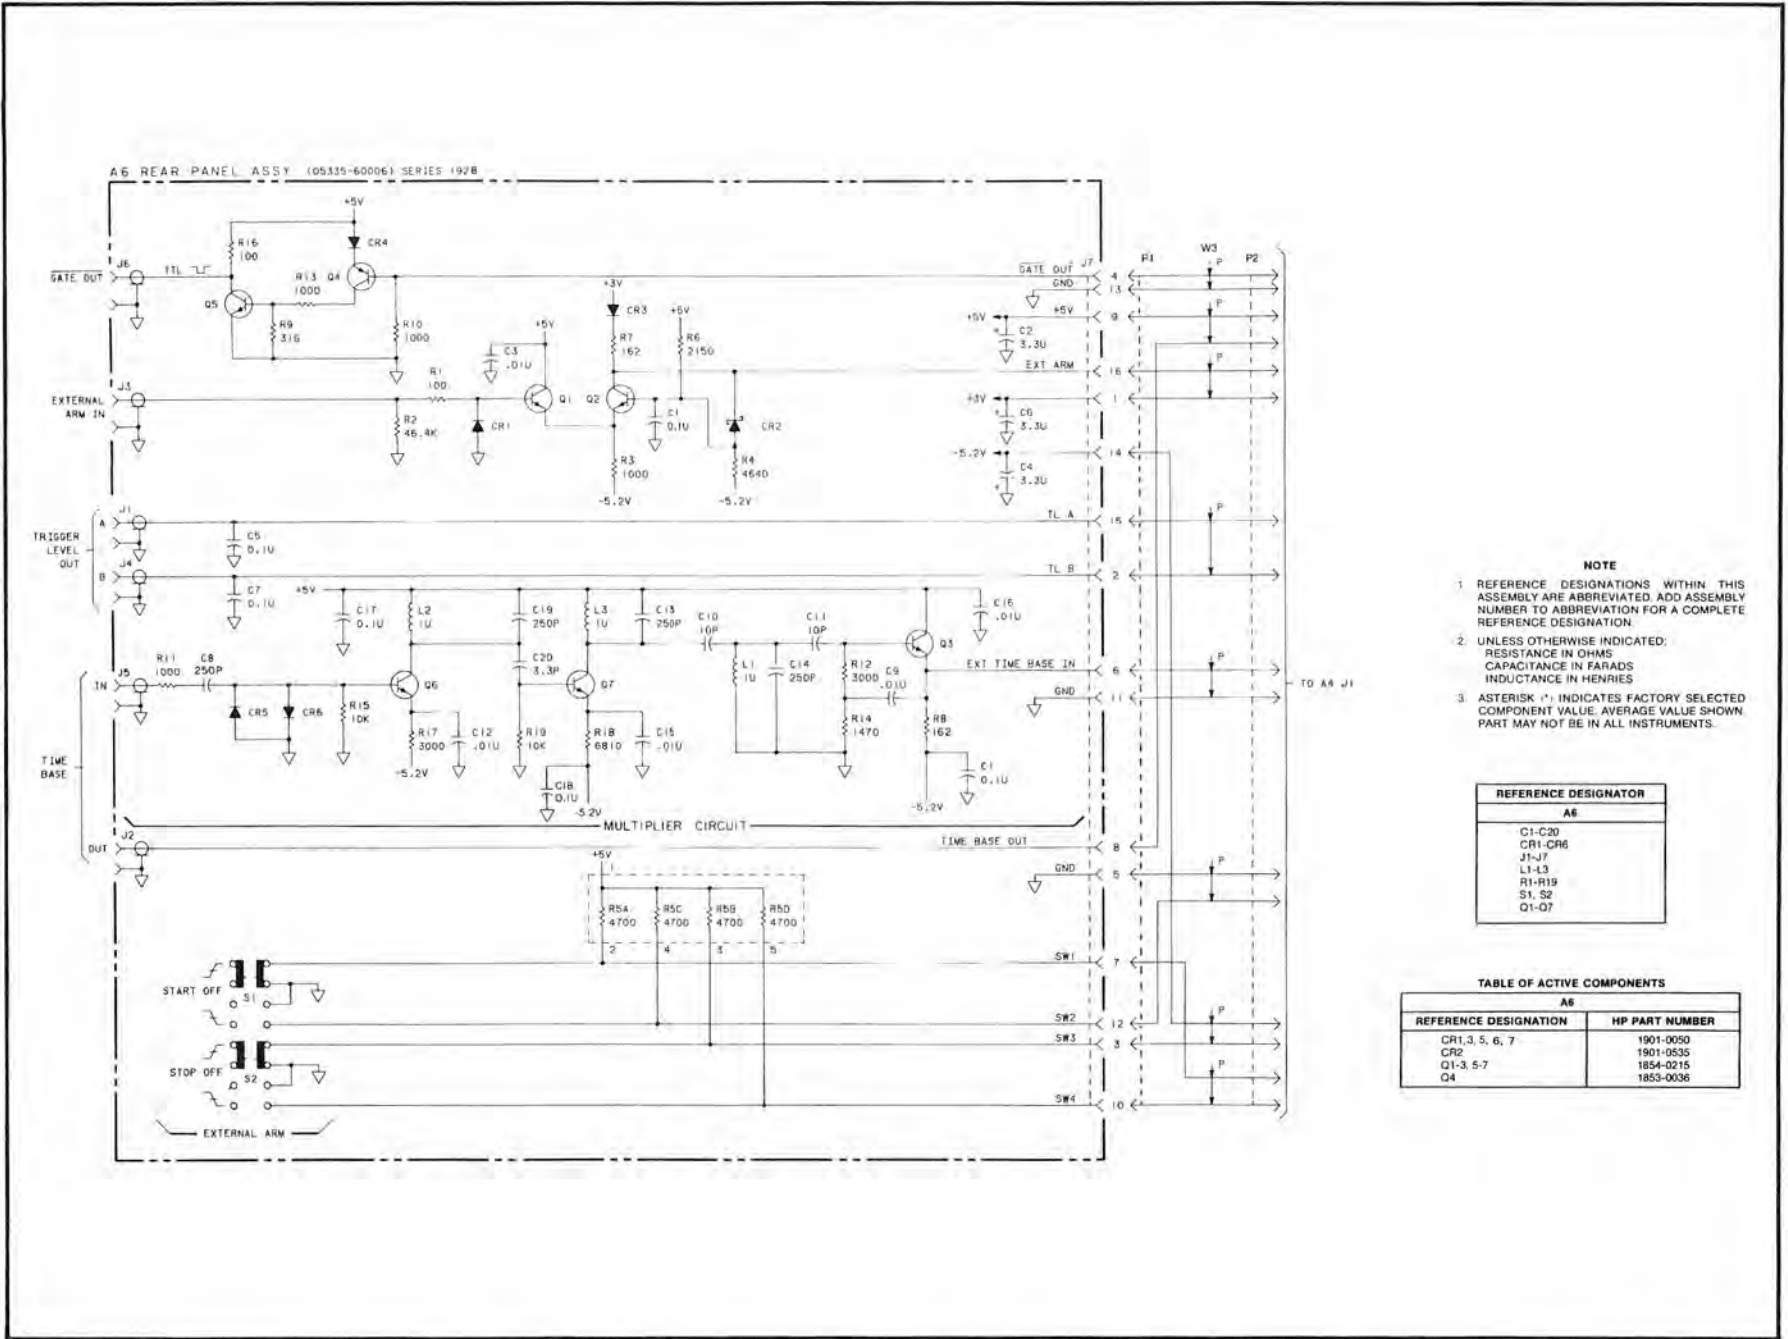 A6 REAR PANEL ASSY (05335-60006) SERIES 1928
+5V
R16
100
CR4
J6
GATE OUT
TTL
R13
1000
Q4
Q5
R9
316
R10
1000
GATE OUT
J7
4
GND
13
+5V
+5V
9
C2
3.3U
EXT ARM
16
+3V
1
C6
3.3U
-5.2V
14
C4
3.3U
P1
W3
P2
P
P
P
+3V
CR3
+5V
+5V
R7
162
R6
2150
C3
.01U
R1
100
Q1
Q2
J3
EXTERNAL
ARM IN
R2
46.4K
CR1
C1
0.1U
CR2
R3
1000
R4
4640
-5.2V
-5.2V
TRIGGER
LEVEL
OUT
A
J1
C5
0.1U
TL A
15
P
B
J4
C7
0.1U
TL B
2
+5V
C17
0.1U
L2
1U
C19
250P
L3
1U
C13
250P
C10
10P
C11
10P
C16
.01U
Q3
C20
3.3P
L1
1U
C14
250P
R12
3000
C9
.01U
EXT TIME BASE IN
6
P
GND
11
TO A4 J1
TIME
BASE
IN
J5
R11
1000
C8
250P
CR5
CR6
R15
10K
Q6
Q7
R17
3000
C12
.01U
R19
10K
R18
6810
C15
.01U
R14
1470
R8
162
C1
0.1U
-5.2V
C18
0.1U
-5.2V
-5.2V
MULTIPLIER CIRCUIT
J2
OUT
TIME BASE OUT
8
+5V
1
GND
5
P
R5A
4700
R5C
4700
R5B
4700
R5D
4700
2
4
3
5
SW1
7
START OFF
S1
SW2
12
P
SW3
3
STOP OFF
S2
P
SW4
10
EXTERNAL ARM
NOTE
1 REFERENCE DESIGNATIONS WITHIN THIS
ASSEMBLY ARE ABBREVIATED. ADD ASSEMBLY
NUMBER TO ABBREVIATION FOR A COMPLETE
REFERENCE DESIGNATION.
2. UNLESS OTHERWISE INDICATED:
RESISTANCE IN OHMS
CAPACITANCE IN FARADS
INDUCTANCE IN HENRIES
3 ASTERISK (*) INDICATES FACTORY SELECTED
COMPONENT VALUE. AVERAGE VALUE SHOWN.
PART MAY NOT BE IN ALL INSTRUMENTS.
REFERENCE DESIGNATOR
A6
C1-C20
CR1-CR6
J1-J7
L1-L3
R1-R19
S1, S2
Q1-Q7
TABLE OF ACTIVE COMPONENTS
A6
REFERENCE DESIGNATION HP PART NUMBER
CR1,3, 5, 6, 7 1901-0050
CR2 1901-0535
Q1-3, 5-7 1854-0215
Q4 1853-0036